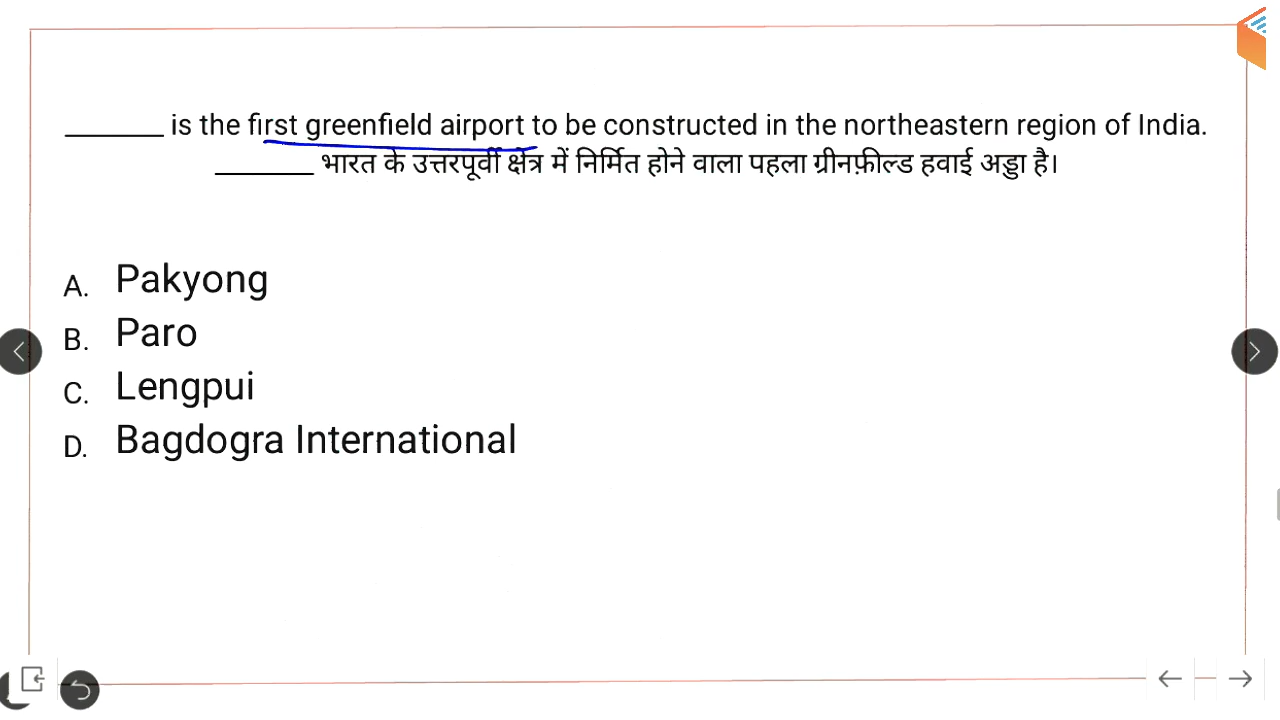 _______ is the first greenfield airport to be constructed in the northeastern region of India.
_______ भारत के उत्तरपूर्वी क्षेत्र में निर्मित होने वाला पहला ग्रीनफ़ील्ड हवाई अड्डा है।
A. Pakyong
B. Paro
C. Lengpui
D. Bagdogra International